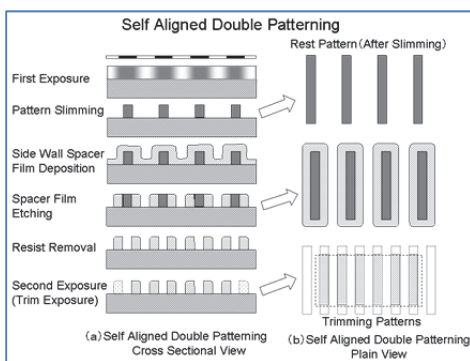 Self Aligned Double Patterning
First Exposure
Pattern Slimming
Side Wall Spacer
Film Deposition
Spacer Film
Etching
Resist Removal
Second Exposure
(Trim Exposure)
(a) Self Aligned Double Patterning
Cross Sectional View
Rest Pattern (After Slimming)
Trimming Patterns
(b) Self Aligned Double Patterning
Plain View